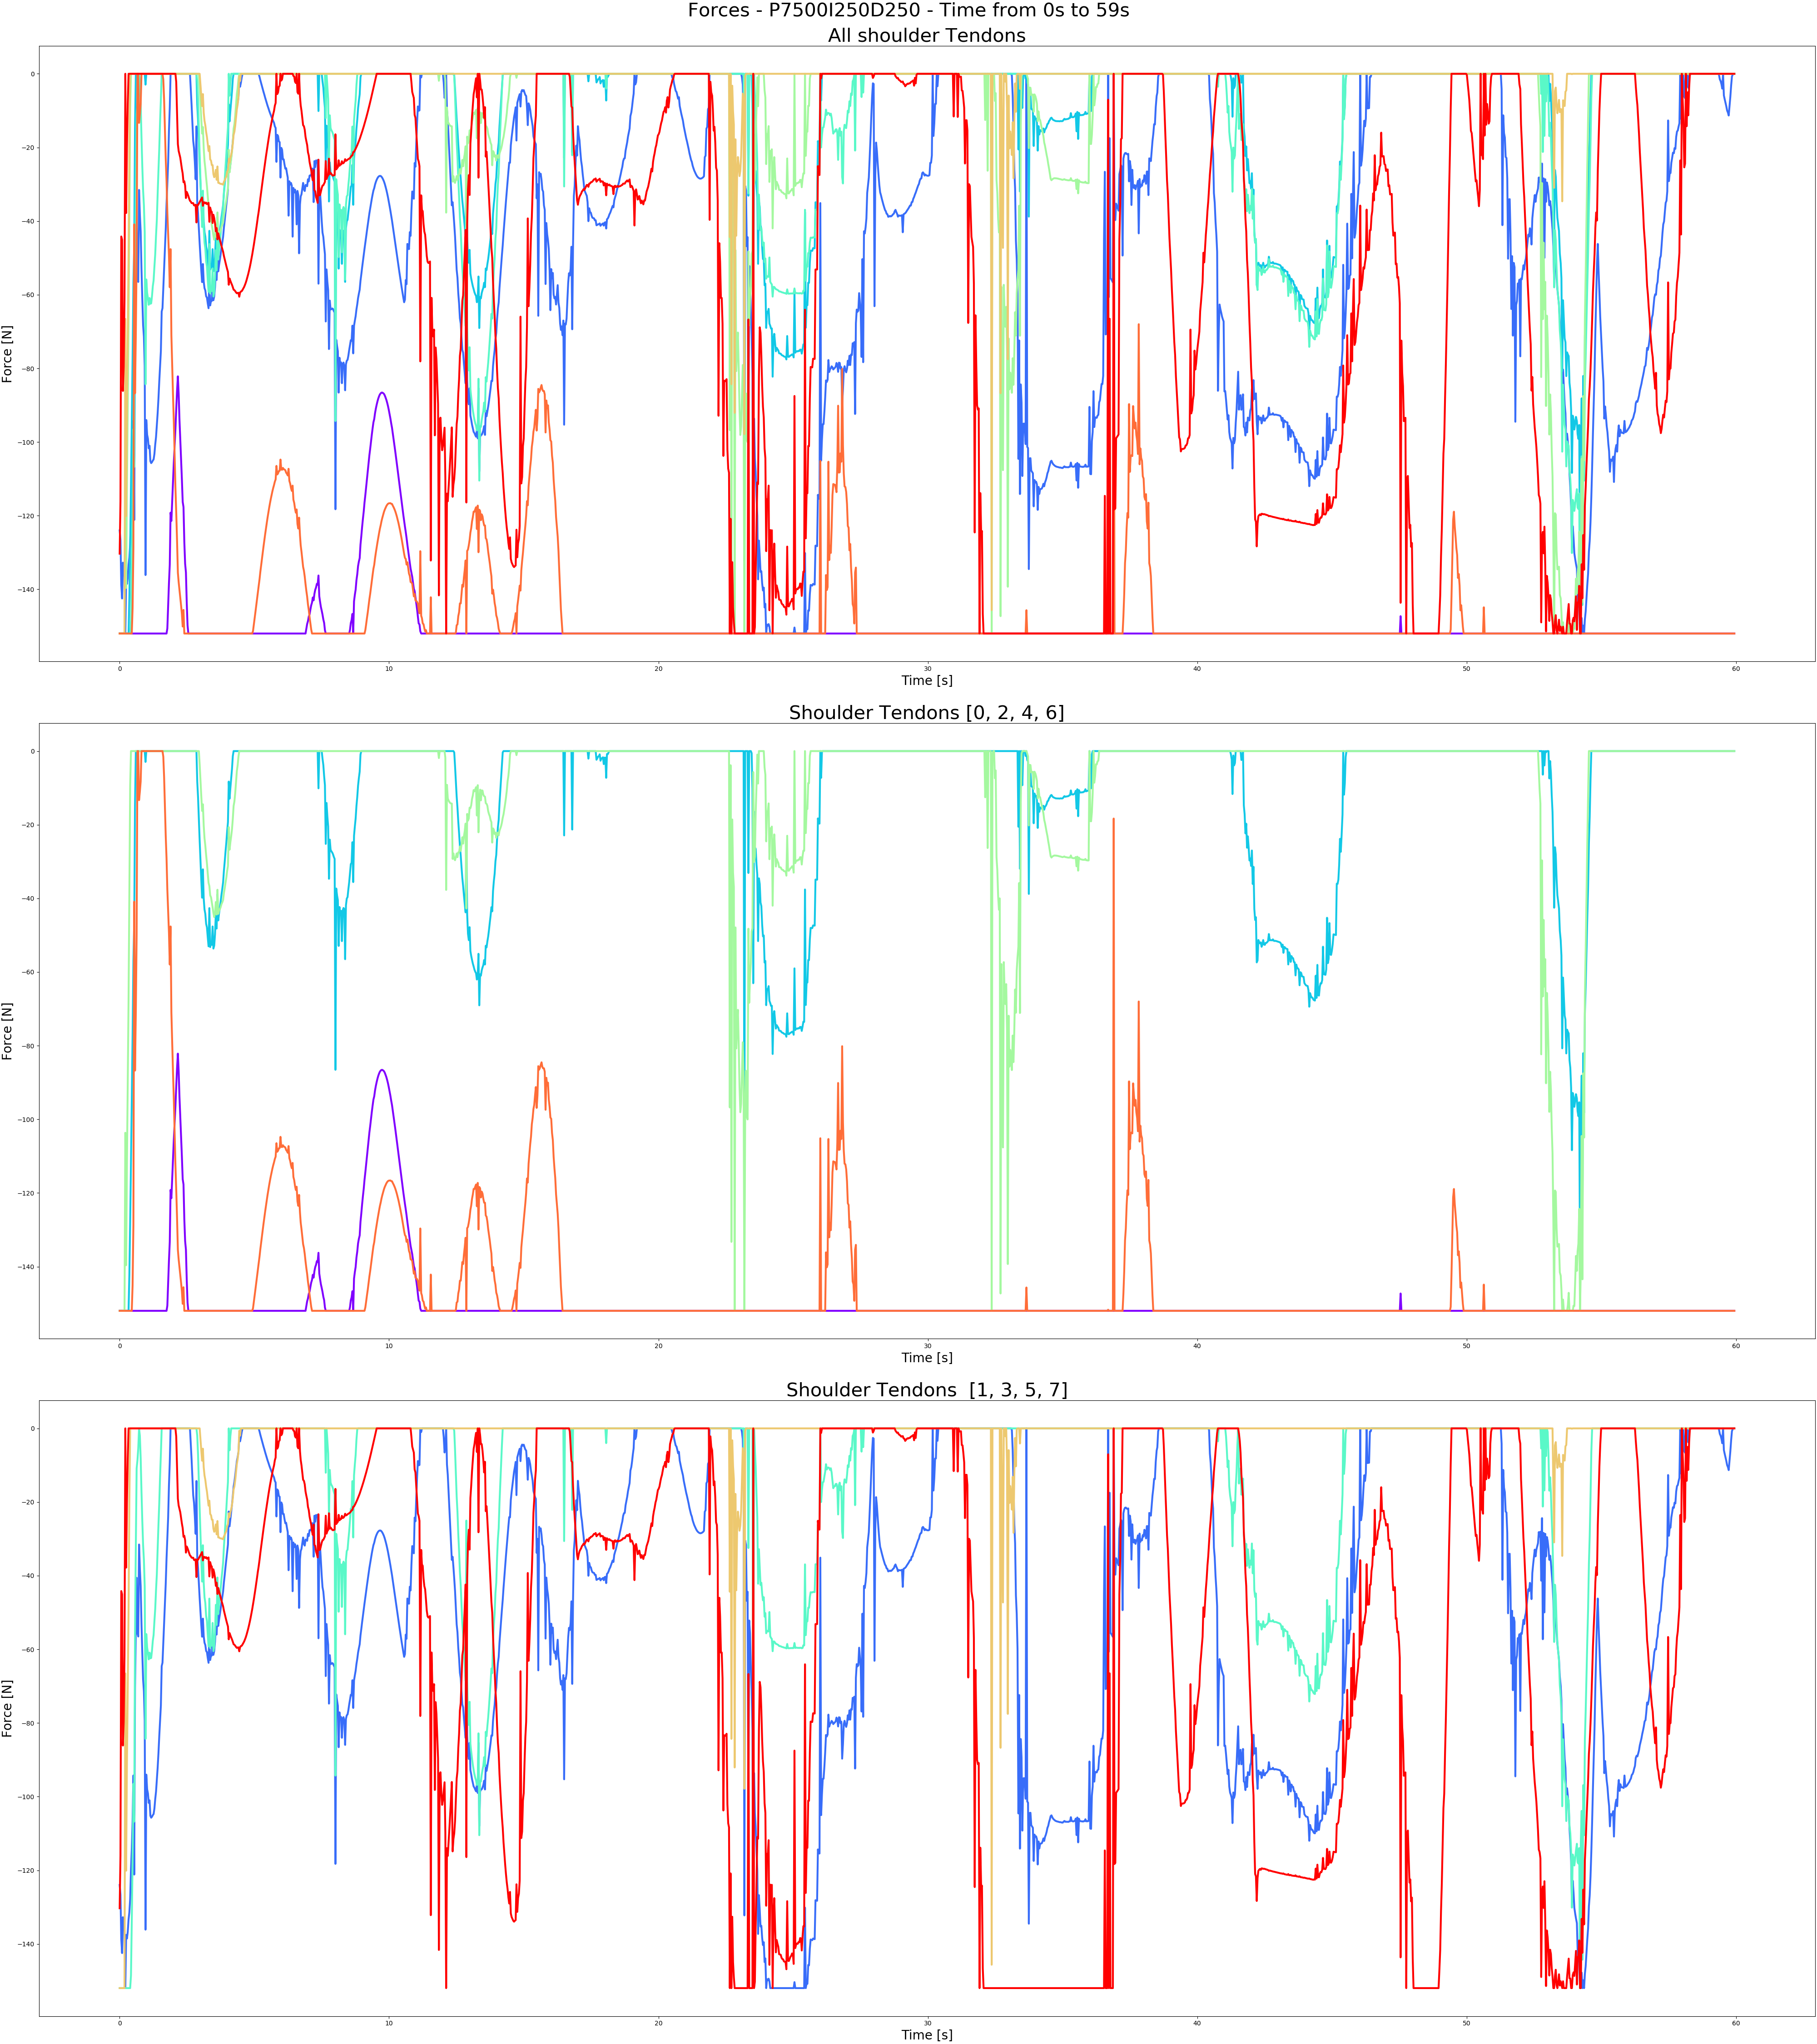 Forces - P7500I250D250 - Time from 0s to 59s
All shoulder Tendons
0
−20
−40
−60
−80
−100
−120
−140
Force [N]
0 10 20 30 40 50 60
Time [s]
Shoulder Tendons [0, 2, 4, 6]
0
−20
−40
−60
−80
−100
−120
−140
Force [N]
0 10 20 30 40 50 60
Time [s]
Shoulder Tendons [1, 3, 5, 7]
0
−20
−40
−60
−80
−100
−120
−140
Force [N]
0 10 20 30 40 50 60
Time [s]